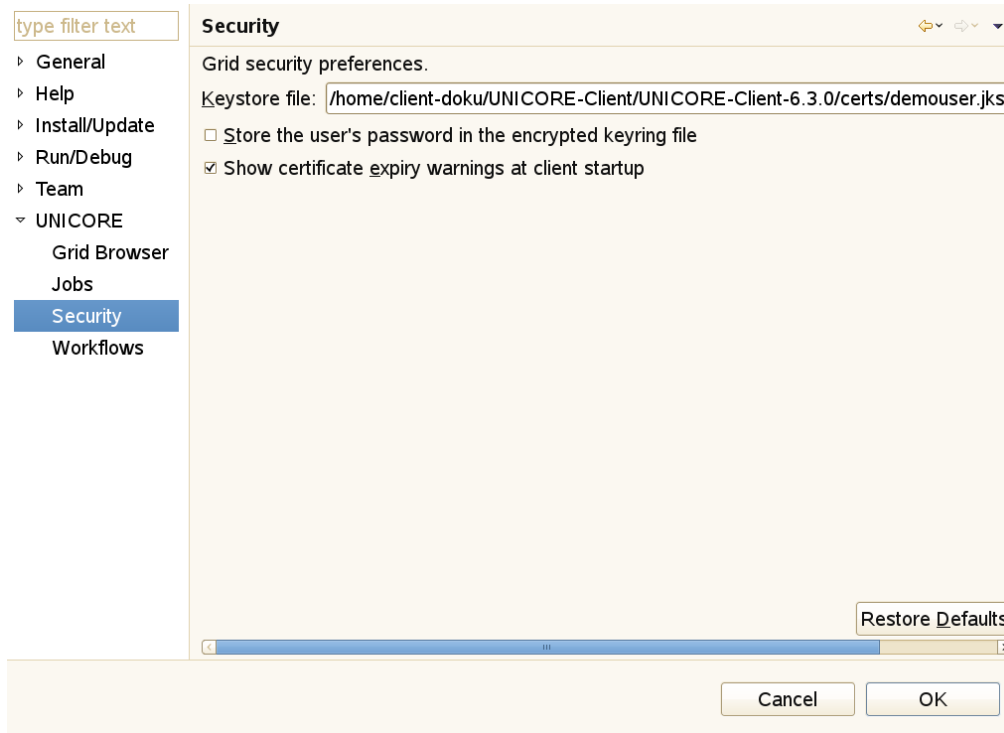 type filter text
General
Help
Install/Update
Run/Debug
Team
UNICORE
Grid Browser
Jobs
Security
Workflows
Security
Grid security preferences.
Keystore file: /home/client-doku/UNICORE-Client/UNICORE-Client-6.3.0/certs/demouser.jks
Store the user's password in the encrypted keyring file
Show certificate expiry warnings at client startup
Restore Defaults
Cancel OK